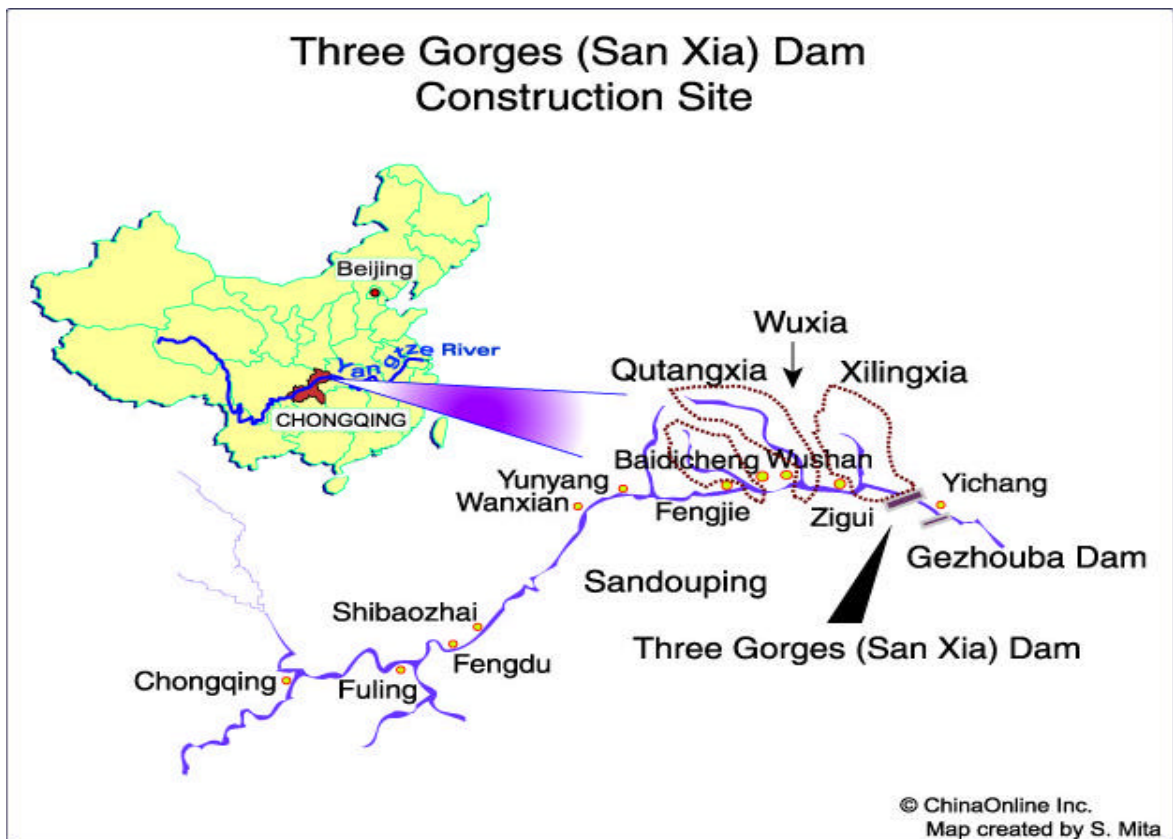 Three Gorges (San Xia) Dam
Construction Site
Beijing
Yangtze River
CHONGQING
Wuxia
Qutangxia
Xilingxia
Baidicheng
Wushan
Yunyang
Wanxian
Fengjie
Zigui
Yichang
Gezhouba Dam
Sandouping
Shibaozhai
Three Gorges (San Xia) Dam
Fengdu
Chongqing
Fuling
© ChinaOnline Inc.
Map created by S. Mita